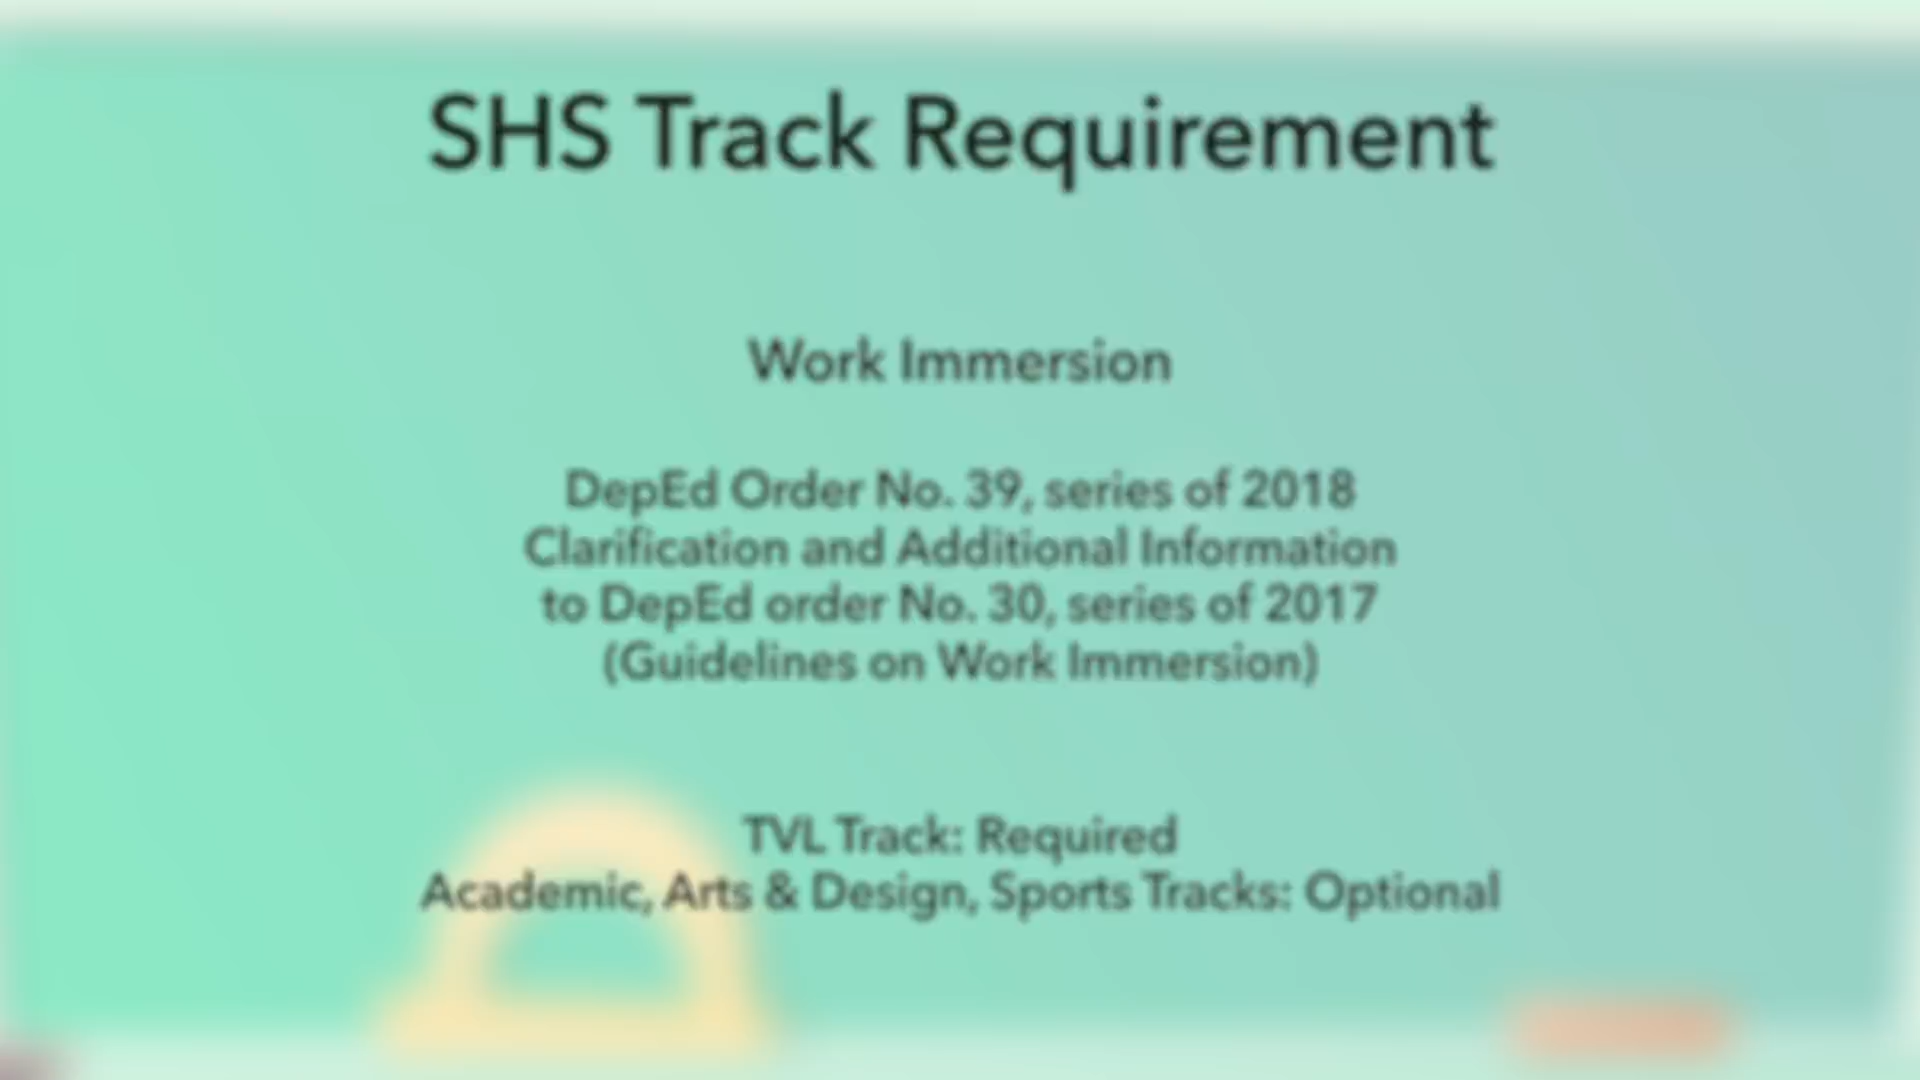 SHS Track Requirement
Work Immersion
DepEd Order No. 39, series of 2018
Clarification and Additional Information
to DepEd order No. 30, series of 2017
(Guidelines on Work Immersion)
TVL Track: Required
Academic, Arts & Design, Sports Tracks: Optional